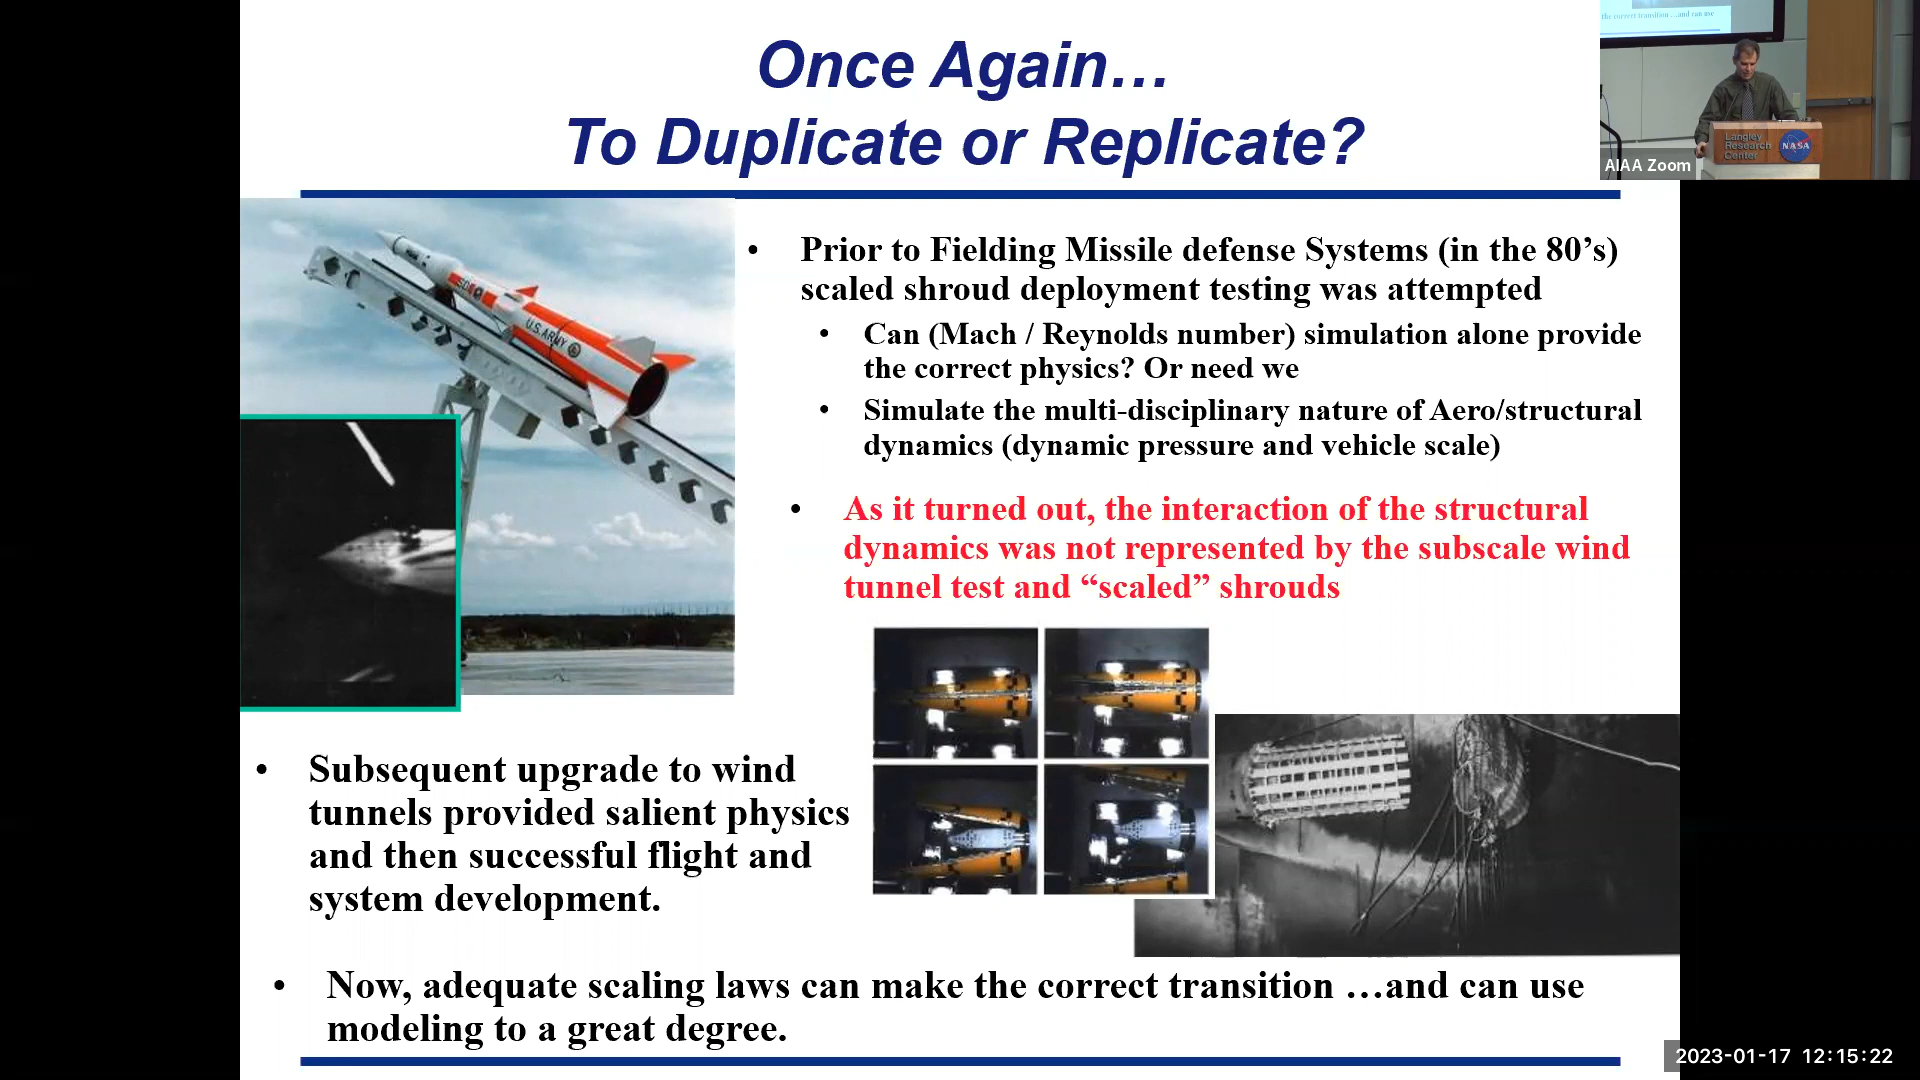 Once Again…
To Duplicate or Replicate?
the correct transition ...and can use
Langley
Research
Center
NASA
AIAA Zoom
• Prior to Fielding Missile defense Systems (in the 80’s)
scaled shroud deployment testing was attempted
• Can (Mach / Reynolds number) simulation alone provide
the correct physics? Or need we
• Simulate the multi-disciplinary nature of Aero/structural
dynamics (dynamic pressure and vehicle scale)
• As it turned out, the interaction of the structural
dynamics was not represented by the subscale wind
tunnel test and “scaled” shrouds
U.S. ARMY
• Subsequent upgrade to wind
tunnels provided salient physics
and then successful flight and
system development.
• Now, adequate scaling laws can make the correct transition …and can use
modeling to a great degree.
2023-01-17 12:15:22